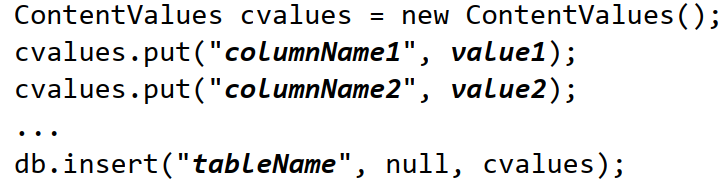 ContentValues cvalues = new ContentValues();
cvalues.put("columnName1", value1);
cvalues.put("columnName2", value2);
...
db.insert("tableName", null, cvalues);